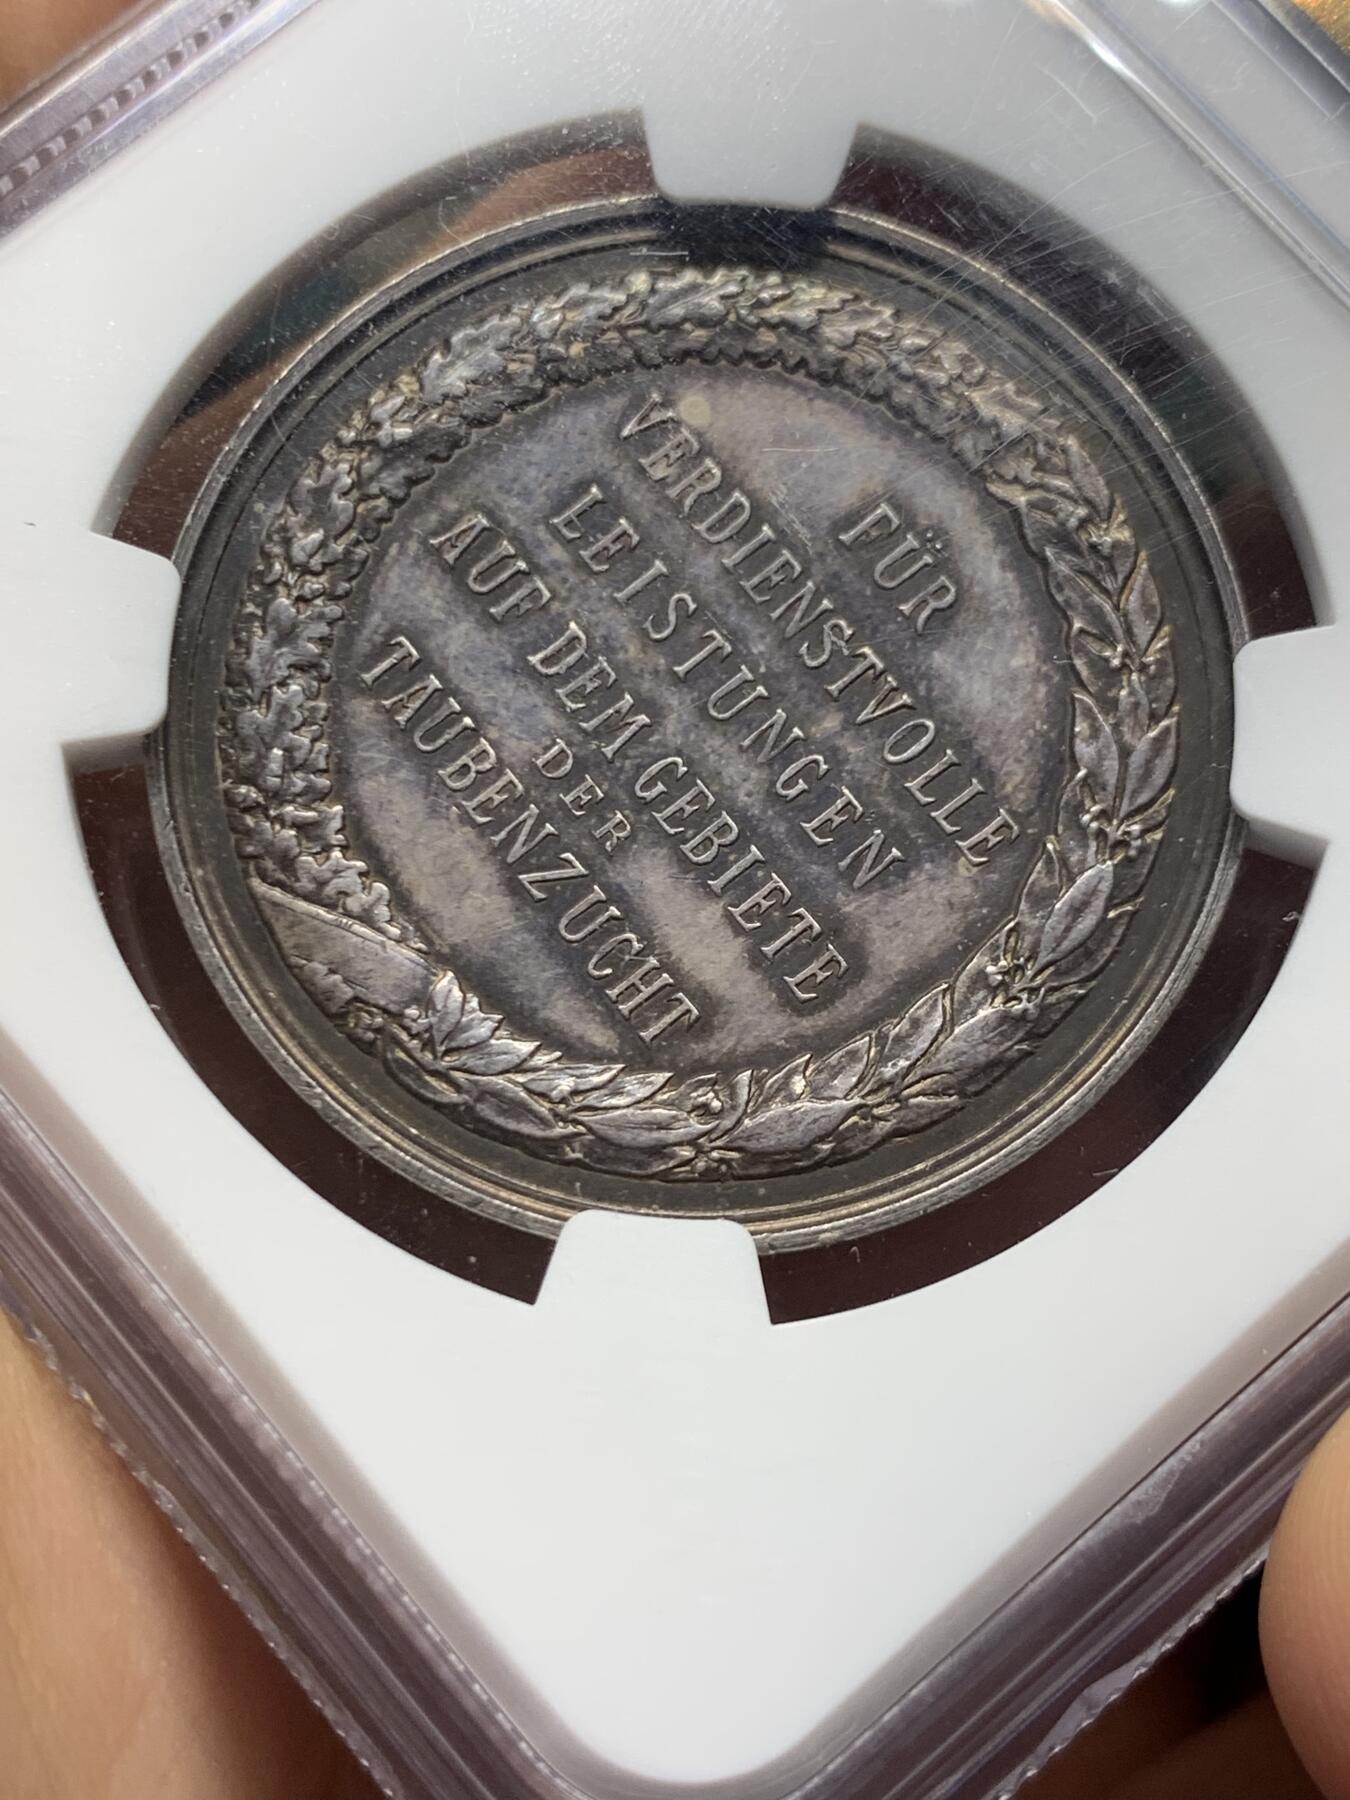 FÜR
VERDIENSTVOLLE
LEISTUNGEN
AUF DEM GEBIETE
DER
TAUBENZUCHT